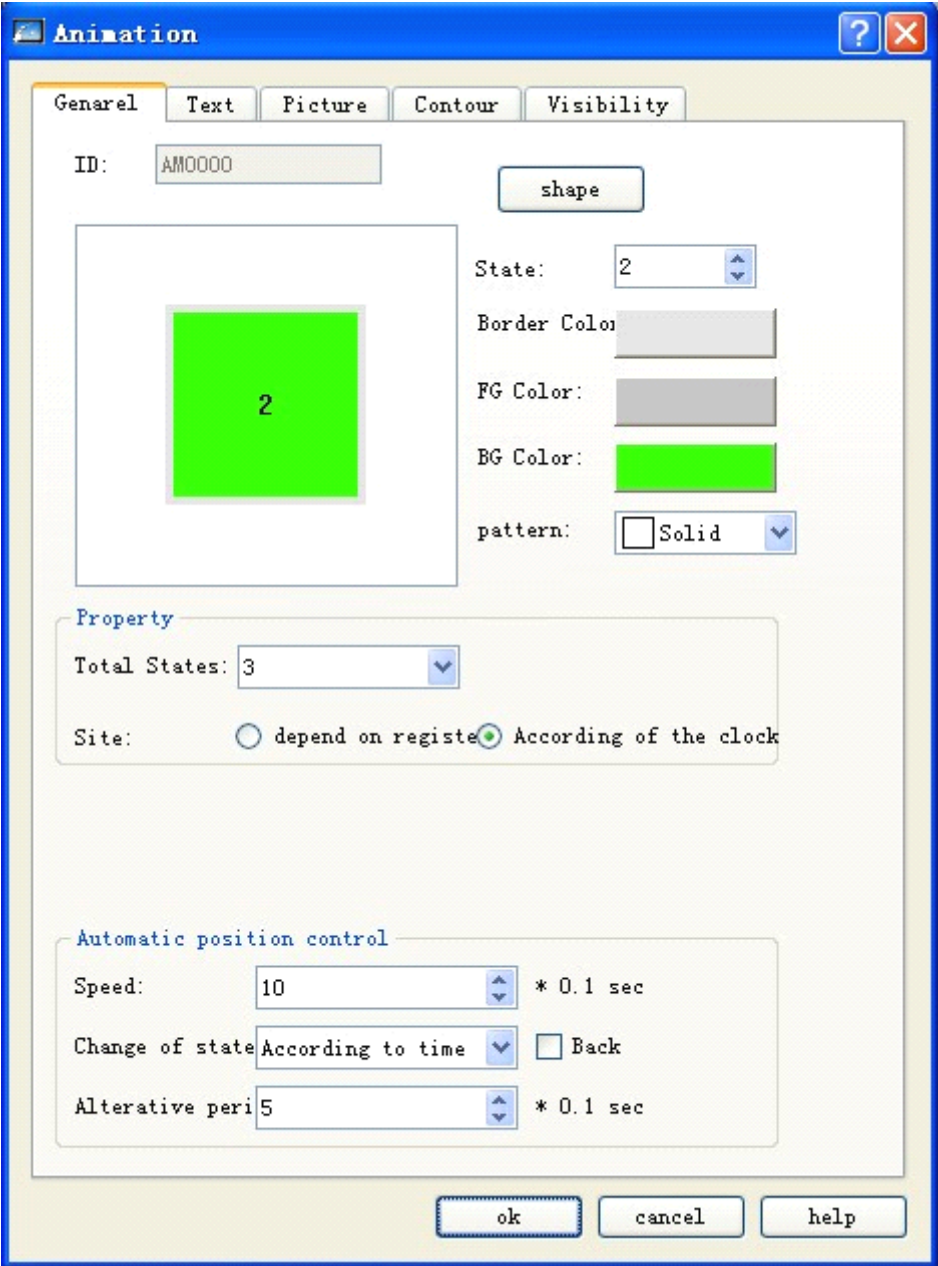 Animation
Genarel Text Picture Contour Visibility
ID: AM0000
shape
State: 2
Border Color
2
FG Color:
BG Color:
pattern: Solid
Property
Total States: 3
Site: depend on registe According of the clock
Automatic position control
Speed: 10 * 0.1 sec
Change of state According to time Back
Alterative peri 5 * 0.1 sec
ok cancel help